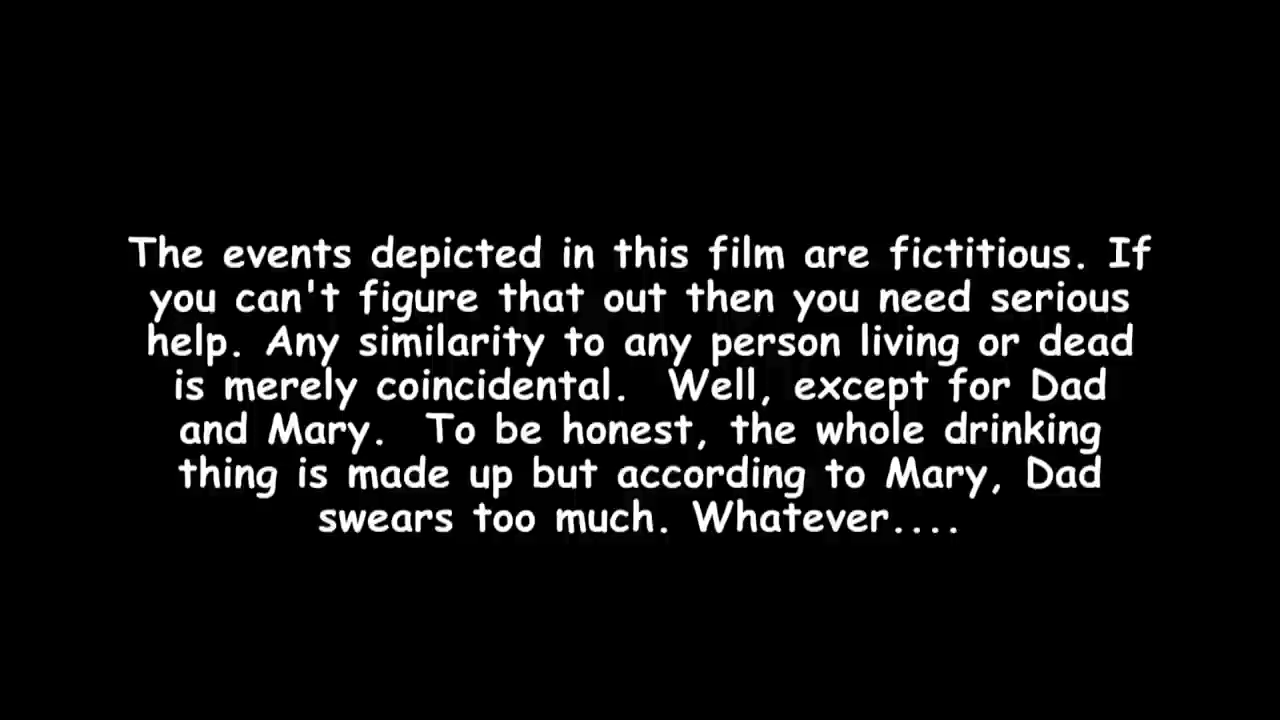 The events depicted in this film are fictitious. If
you can't figure that out then you need serious
help. Any similarity to any person living or dead
is merely coincidental.  Well, except for Dad
and Mary.  To be honest, the whole drinking
thing is made up but according to Mary, Dad
swears too much. Whatever....